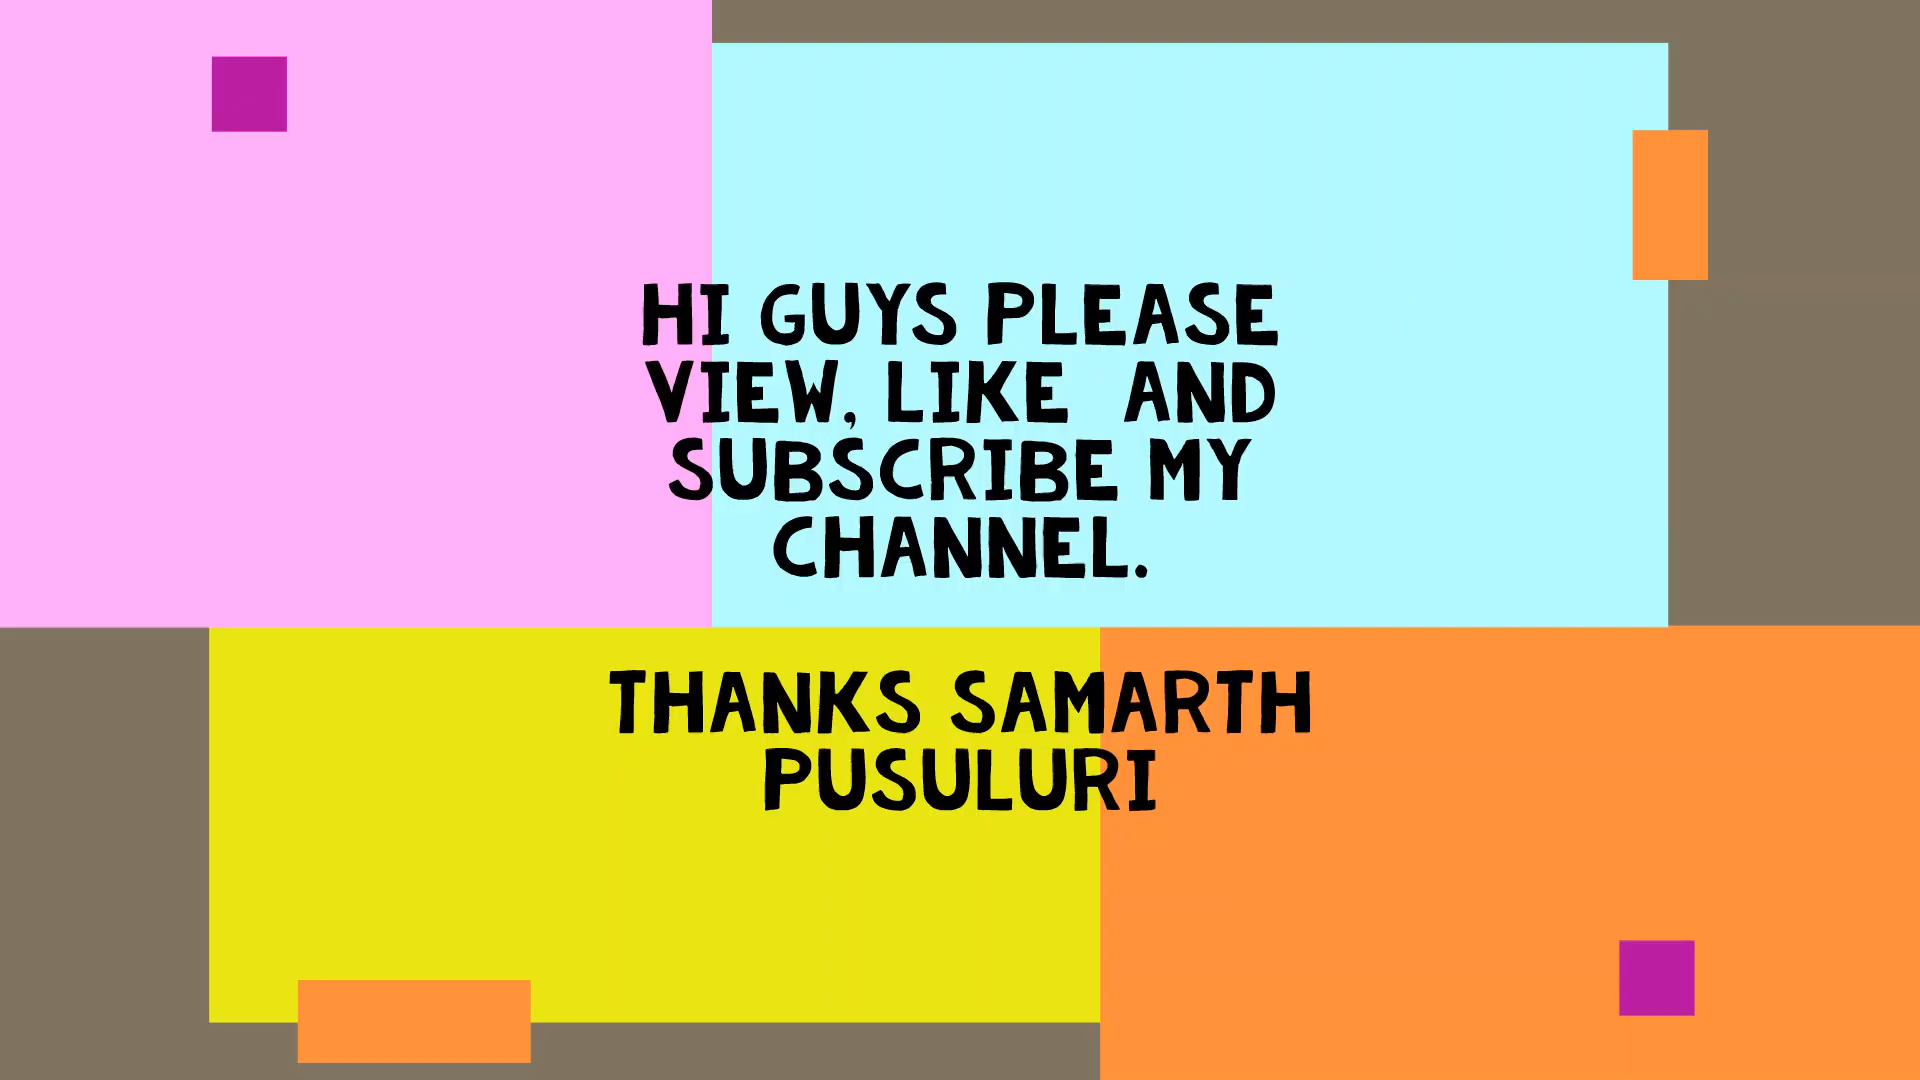 HI GUYS PLEASE
VIEW, LIKE  AND
SUBSCRIBE MY
CHANNEL.
THANKS SAMARTH
PUSULURI